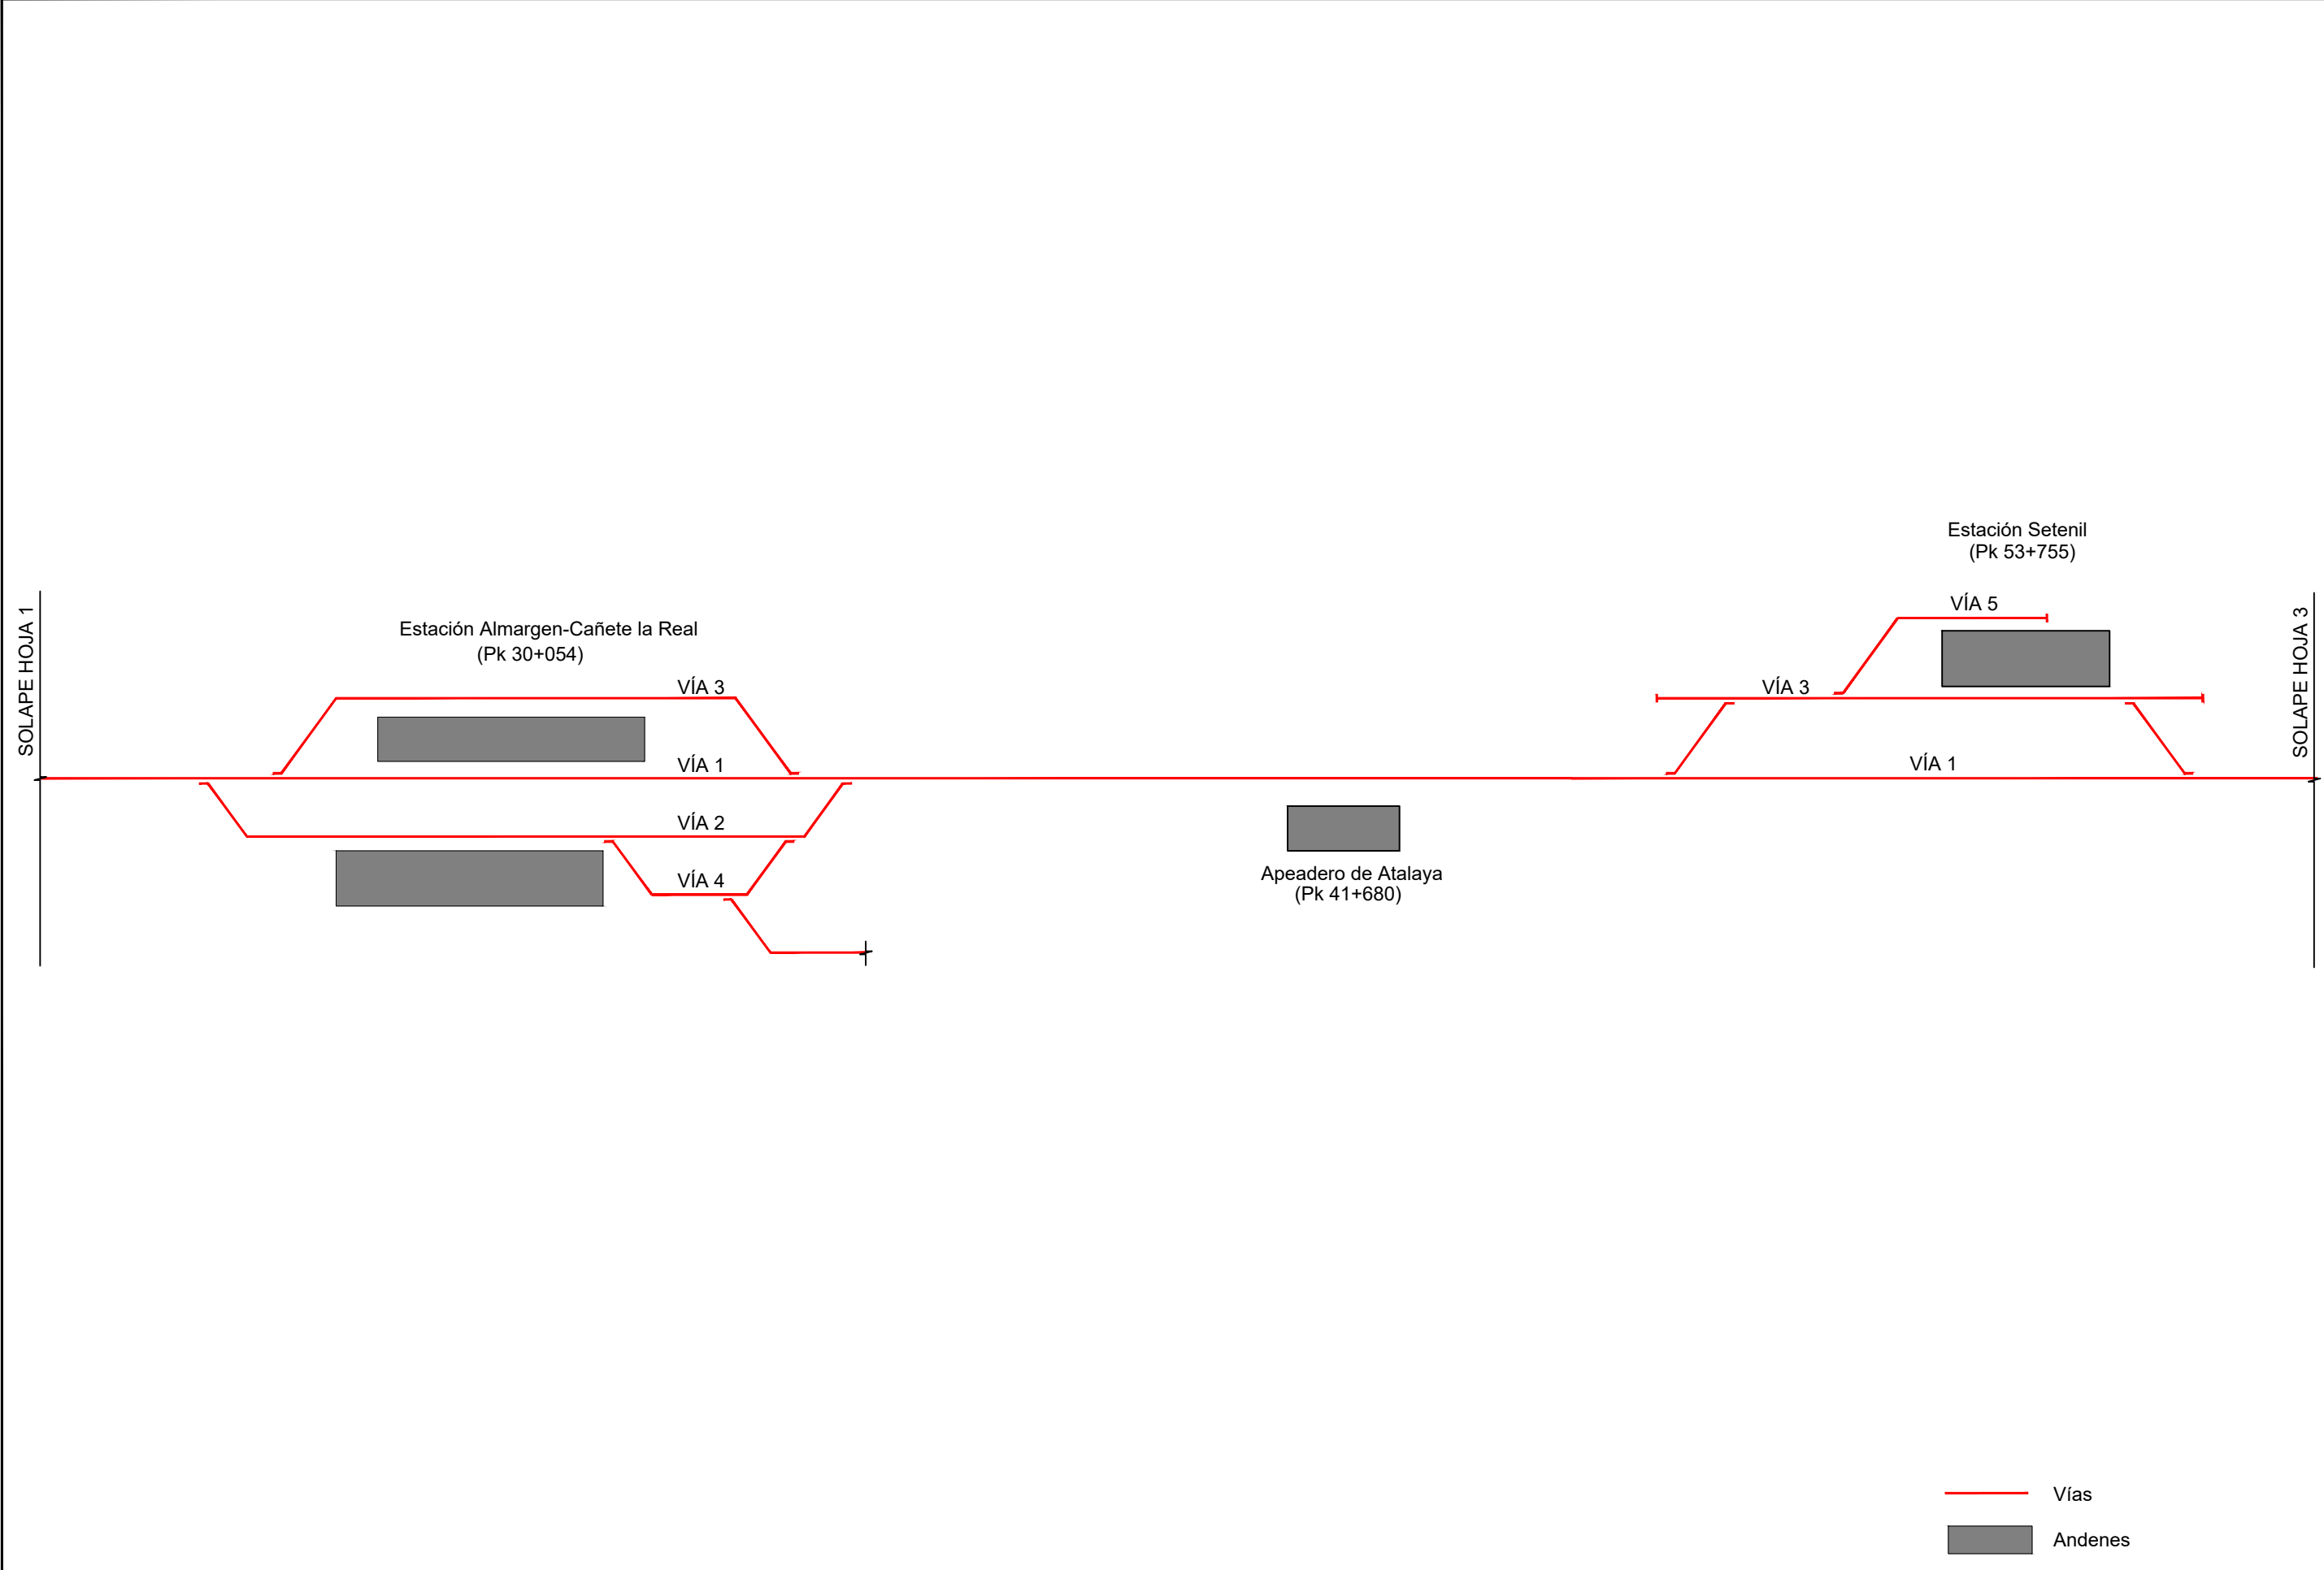 SOLAPE HOJA 1
Estación Almargen-Cañete la Real
(Pk 30+054)
VÍA 3
VÍA 1
VÍA 2
VÍA 4
Apeadero de Atalaya
(Pk 41+680)
Estación Setenil
(Pk 53+755)
VÍA 5
VÍA 3
VÍA 1
SOLAPE HOJA 3
Vías
Andenes